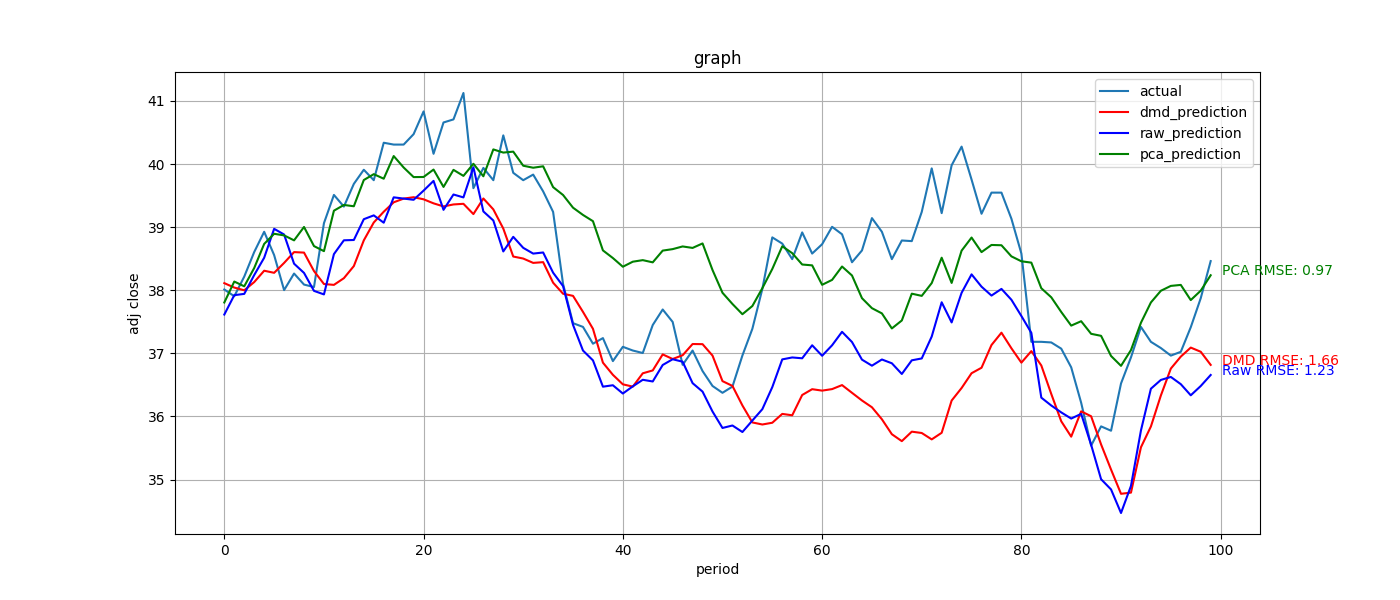 graph
actual
dmd_prediction
raw_prediction
pca_prediction
adj close
41
40
39
38
37
36
35
PCA RMSE: 0.97
DMD RMSE: 1.66
Raw RMSE: 1.23
0 20 40 60 80 100
period